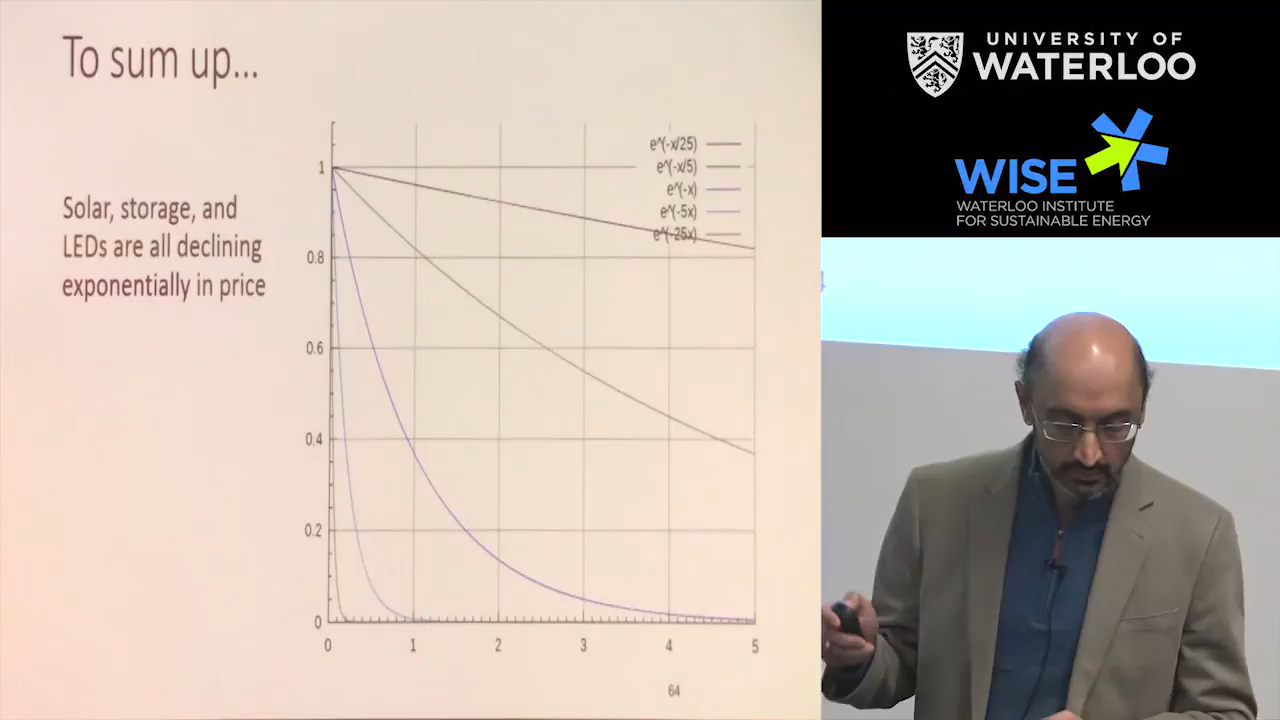 To sum up...
Solar, storage, and
LEDs are all declining
exponentially in price
1
0.8
0.6
0.4
0.2
0
0 1 2 3 4 5
e^(-x/25)
e^(-x/5)
e^(-x)
e^(-5x)
e^(-25x)
64
UNIVERSITY OF
WATERLOO
WISE
WATERLOO INSTITUTE
FOR SUSTAINABLE ENERGY